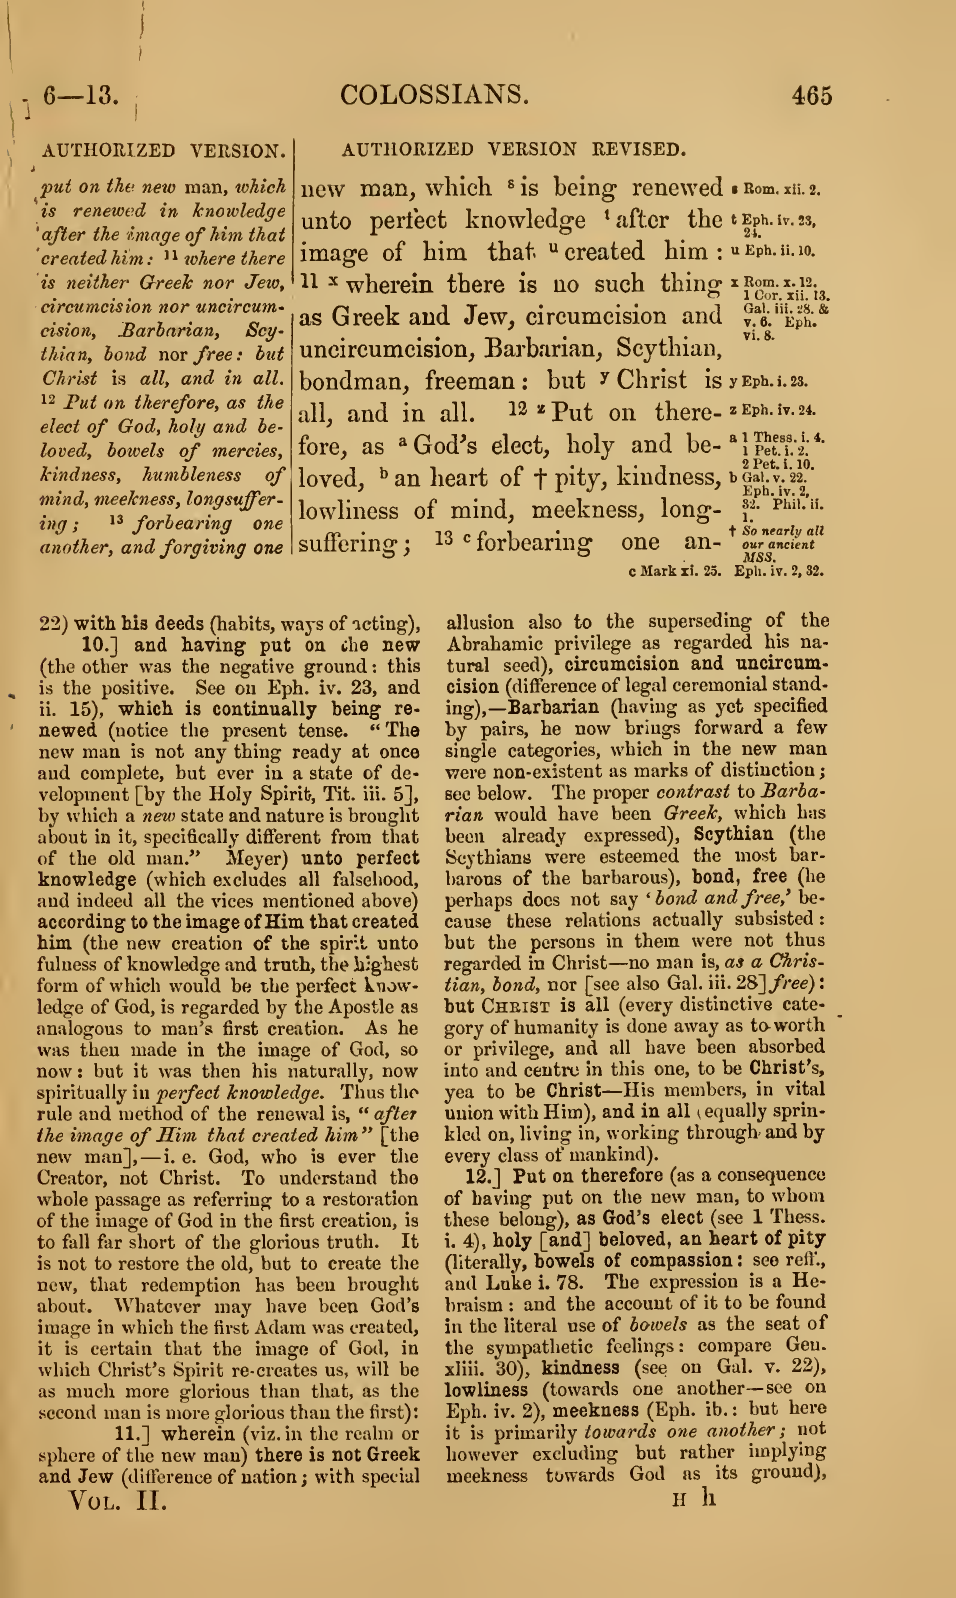 6—13.
COLOSSIANS.
465
AUTHORIZED VERSION.
put on the new man, which
is renewed in knowledge
after the image of him that
created him: 11 where there
is neither Greek nor Jew,
circumcision nor uncircum-
cision, Barbarian, Scy-
thian, bond nor free: but
Christ is all, and in all.
12 Put on therefore, as the
elect of God, holy and be-
loved, bowels of mercies,
kindness, humbleness of
mind, meekness, longsuffer-
ing; 13 forbearing one
another, and forgiving one
AUTHORIZED VERSION REVISED.
new man, which s is being renewed
unto perfect knowledge t after the
image of him that u created him:
11 x wherein there is no such thing
as Greek and Jew, circumcision and
uncircumcision, Barbarian, Scythian,
bondman, freeman: but y Christ is
all, and in all. 12 z Put on there-
fore, as a God's elect, holy and be-
loved, b an heart of † pity, kindness,
lowliness of mind, meekness, long-
suffering; 13 c forbearing one an-
s Rom. xii. 2.
t Eph. iv. 23,
24.
u Eph. ii. 10.
x Rom. x. 12.
1 Cor. xii. 13.
Gal. iii. 28. &
v. 6. Eph.
vi. 8.
y Eph. i. 23.
z Eph. iv. 24.
a 1 Thess. i. 4.
1 Pet. i. 2.
2 Pet. i. 10.
b Gal. v. 22.
Eph. iv. 2,
32. Phil. ii.
1.
† So nearly all
our ancient
MSS.
c Mark xi. 25. Eph. iv. 2, 32.
22) with his deeds (habits, ways of acting),
10.] and having put on the new
(the other was the negative ground: this
is the positive. See on Eph. iv. 23, and
ii. 15), which is continually being re-
newed (notice the present tense. "The
new man is not any thing ready at once
and complete, but ever in a state of de-
velopment [by the Holy Spirit, Tit. iii. 5],
by which a new state and nature is brought
about in it, specifically different from that
of the old man." Meyer) unto perfect
knowledge (which excludes all falsehood,
and indeed all the vices mentioned above)
according to the image of Him that created
him (the new creation of the spirit unto
fulness of knowledge and truth, the highest
form of which would be the perfect know-
ledge of God, is regarded by the Apostle as
analogous to man's first creation. As he
was then made in the image of God, so
now: but it was then his naturally, now
spiritually in perfect knowledge. Thus the
rule and method of the renewal is, "after
the image of Him that created him" [the
new man],—i. e. God, who is ever the
Creator, not Christ. To understand the
whole passage as referring to a restoration
of the image of God in the first creation, is
to fall far short of the glorious truth. It
is not to restore the old, but to create the
new, that redemption has been brought
about. Whatever may have been God's
image in which the first Adam was created,
it is certain that the image of God, in
which Christ's Spirit re-creates us, will be
as much more glorious than that, as the
second man is more glorious than the first):
11.] wherein (viz. in the realm or
sphere of the new man) there is not Greek
and Jew (difference of nation; with special
allusion also to the superseding of the
Abrahamic privilege as regarded his na-
tural seed), circumcision and uncircum-
cision (difference of legal ceremonial stand-
ing),—Barbarian (having as yet specified
by pairs, he now brings forward a few
single categories, which in the new man
were non-existent as marks of distinction;
see below. The proper contrast to Barba-
rian would have been Greek, which has
been already expressed), Scythian (the
Scythians were esteemed the most bar-
barous of the barbarous), bond, free (he
perhaps does not say 'bond and free,' be-
cause these relations actually subsisted:
but the persons in them were not thus
regarded in Christ—no man is, as a Chris-
tian, bond, nor [see also Gal. iii. 28] free):
but CHRIST is all (every distinctive cate-
gory of humanity is done away as to worth
or privilege, and all have been absorbed
into and centre in this one, to be Christ's,
yea to be Christ—His members, in vital
union with Him), and in all (equally sprin-
kled on, living in, working through and by
every class of mankind).
12.] Put on therefore (as a consequence
of having put on the new man, to whom
these belong), as God's elect (see 1 Thess.
i. 4), holy [and] beloved, an heart of pity
(literally, bowels of compassion: see reff.,
and Luke i. 78. The expression is a He-
braism: and the account of it to be found
in the literal use of bowels as the seat of
the sympathetic feelings: compare Gen.
xliii. 30), kindness (see on Gal. v. 22),
lowliness (towards one another—see on
Eph. iv. 2), meekness (Eph. ib.: but here
it is primarily towards one another; not
however excluding but rather implying
meekness towards God as its ground),
VOL. II.
H h